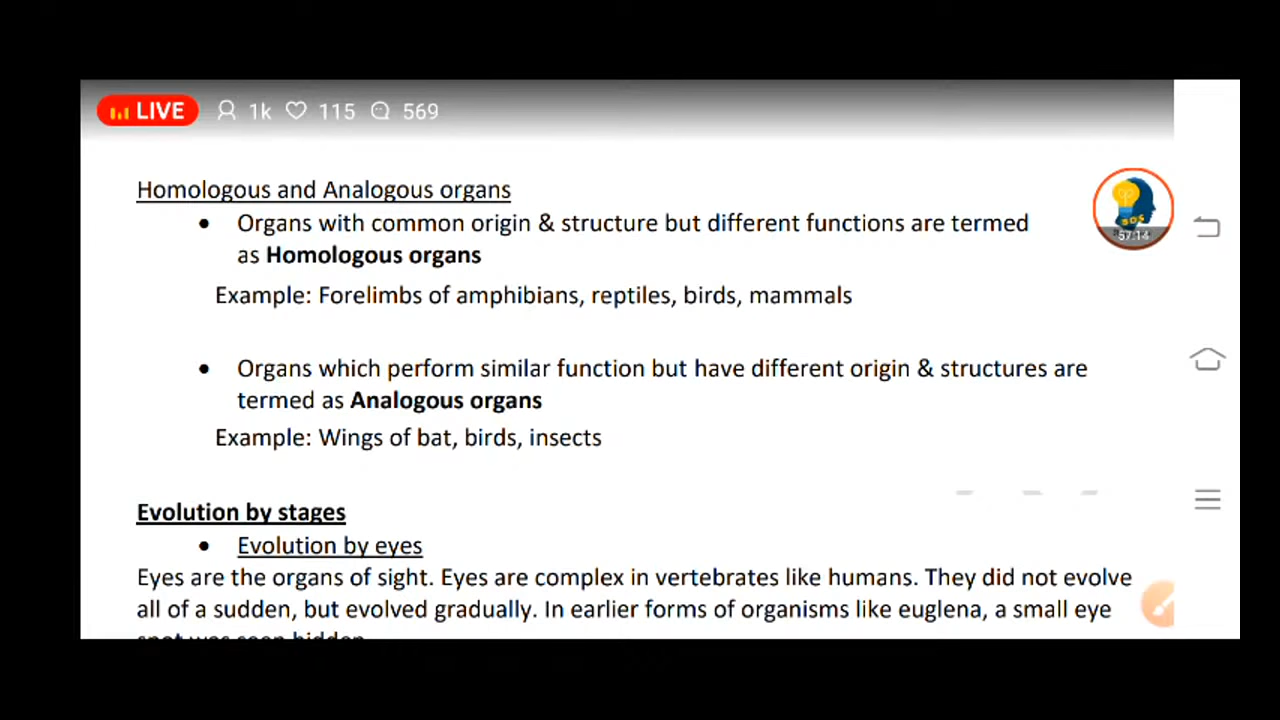 LIVE 1k 115 569
Homologous and Analogous organs
• Organs with common origin & structure but different functions are termed
as Homologous organs
Example: Forelimbs of amphibians, reptiles, birds, mammals
• Organs which perform similar function but have different origin & structures are
termed as Analogous organs
Example: Wings of bat, birds, insects
Evolution by stages
• Evolution by eyes
Eyes are the organs of sight. Eyes are complex in vertebrates like humans. They did not evolve
all of a sudden, but evolved gradually. In earlier forms of organisms like euglena, a small eye
SOS
57:14